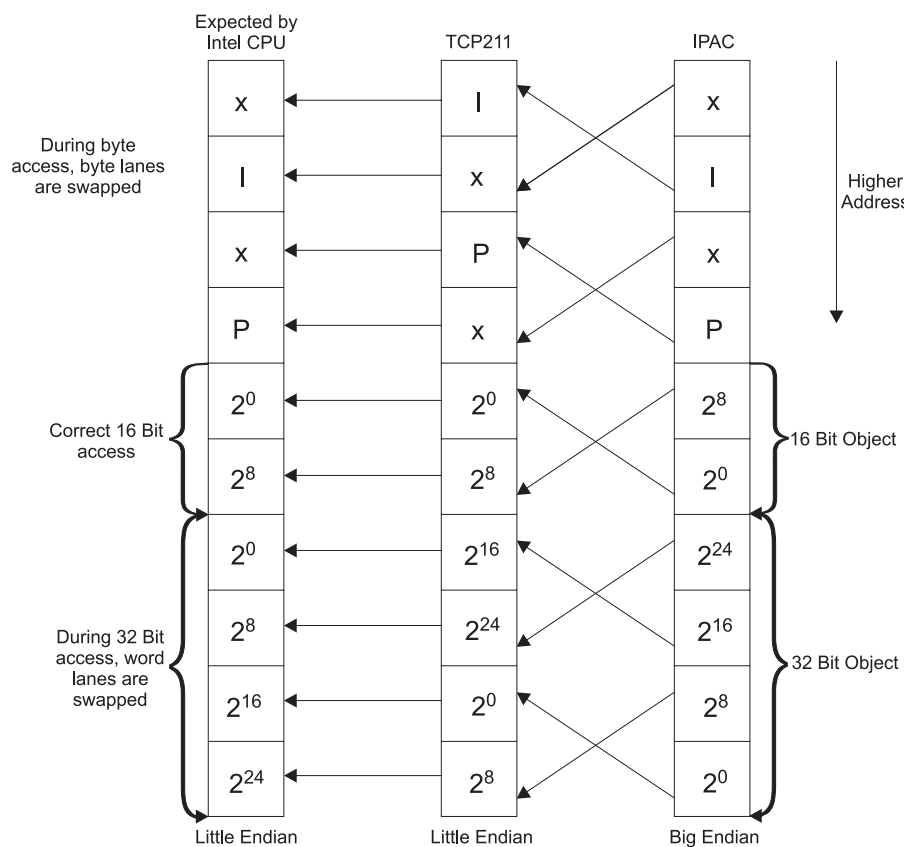 Expected by
Intel CPU
TCP211
IPAC
x
I
x
I
x
I
x
P
x
P
x
P
2⁰
2⁰
2⁸
2⁸
2⁸
2⁰
2⁰
2¹⁶
2²⁴
2⁸
2²⁴
2¹⁶
2¹⁶
2⁰
2⁸
2²⁴
2⁸
2⁰
During byte
access, byte lanes
are swapped
Higher
Address
Correct 16 Bit
access
16 Bit Object
During 32 Bit
access, word
lanes are
swapped
32 Bit Object
Little Endian
Little Endian
Big Endian